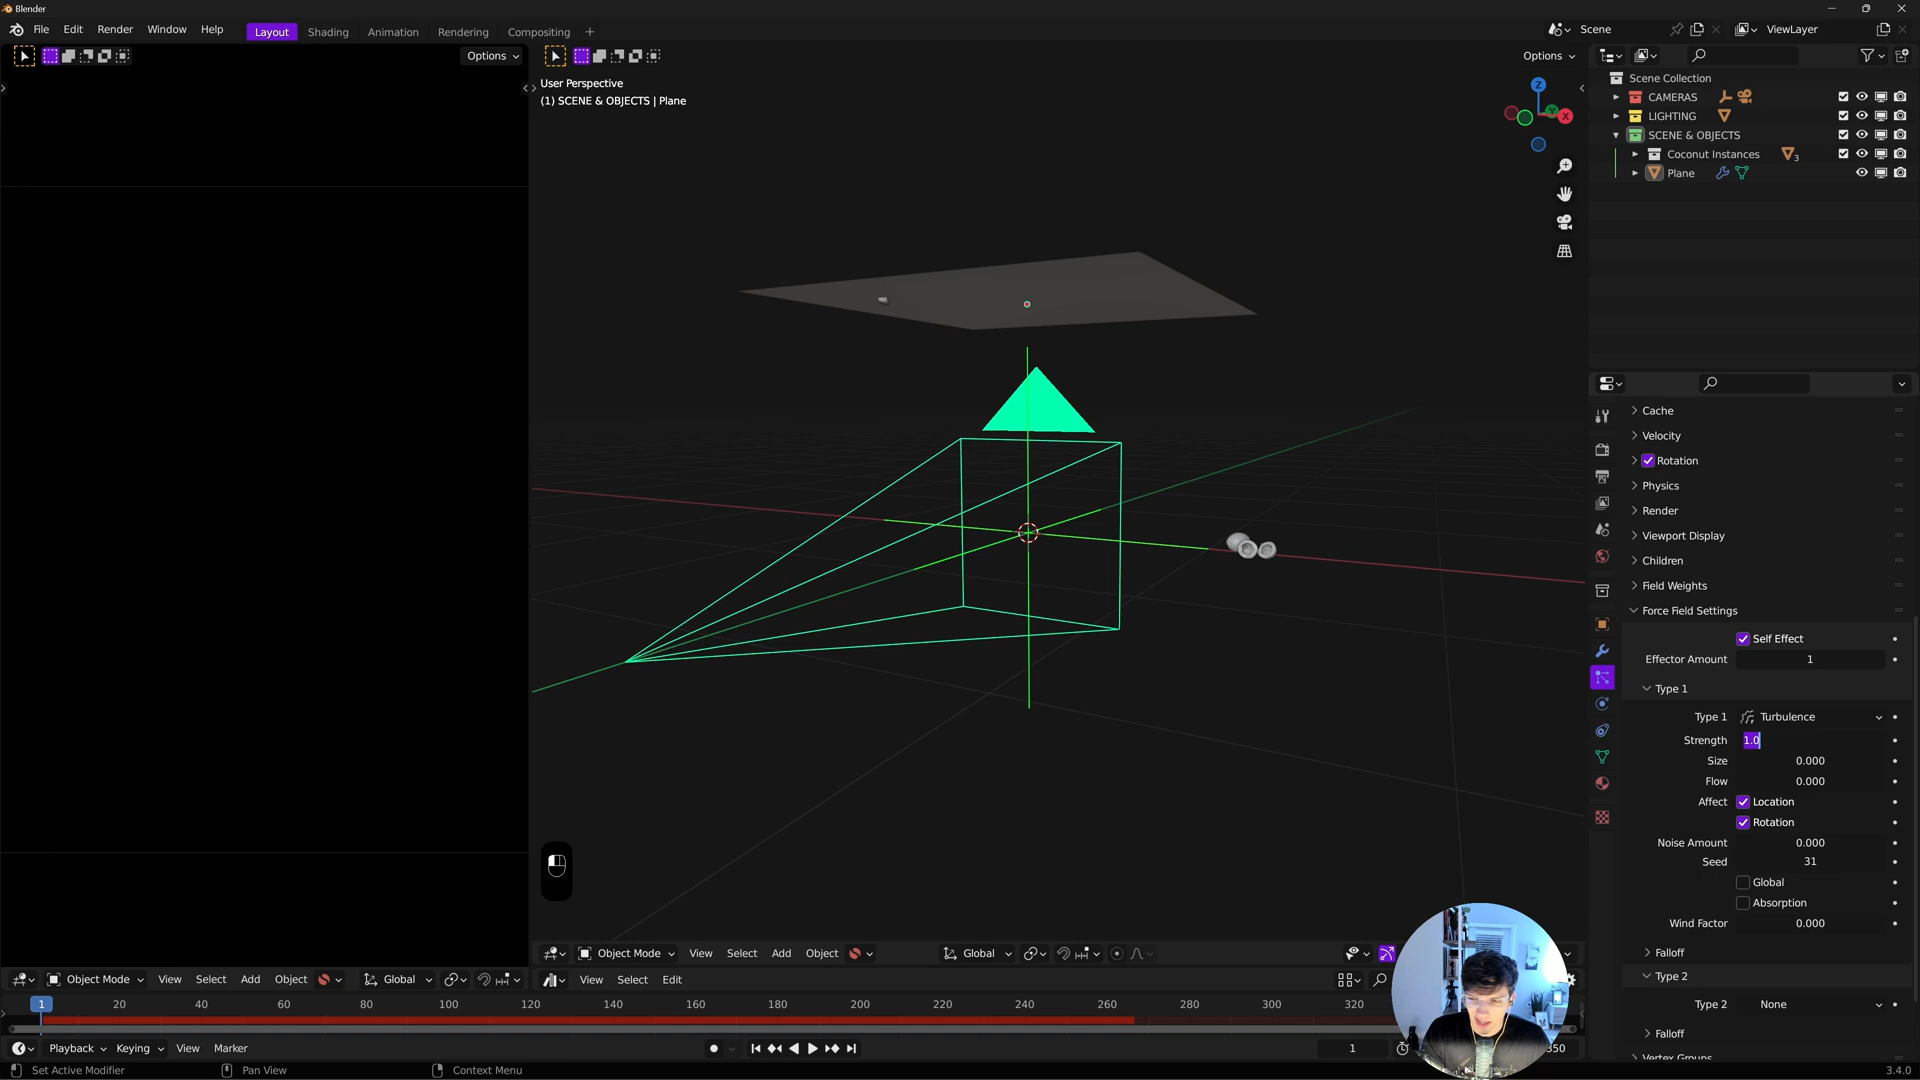 Blender
File Edit Render Window Help Layout Shading Animation Rendering Compositing +
Scene ViewLayer
Options
Options
User Perspective
(1) SCENE & OBJECTS | Plane
Z
Y
X
Scene Collection
CAMERAS
LIGHTING
SCENE & OBJECTS
Coconut Instances 3
Plane
Cache
Velocity
Rotation
Physics
Render
Viewport Display
Children
Field Weights
Force Field Settings
Self Effect
Effector Amount 1
Type 1
Type 1 Turbulence
Strength 1.0
Size 0.000
Flow 0.000
Affect Location
Rotation
Noise Amount 0.000
Seed 31
Global
Absorption
Wind Factor 0.000
Falloff
Type 2
Type 2 None
Falloff
Object Mode View Select Add Object Global
Object Mode View Select Add Object Global
View Select Edit
1 20 40 60 80 100 120 140 160 180 200 220 240 260 280 300 320
Playback Keying View Marker
1
350
Set Active Modifier Pan View Context Menu
3.4.0